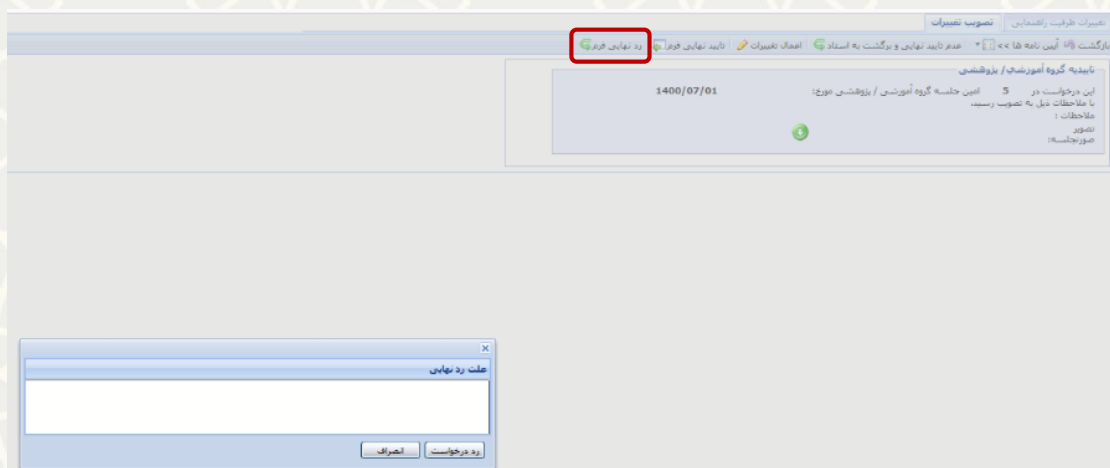 تغییرات ظرفیت راهنمایی تصویب تغییرات
بازگشت آیین نامه ها >> عدم تایید نهایی و برگشت به استاد اعمال تغییرات تایید نهایی فرم رد نهایی فرم
تاییدیه گروه آموزشی/ پژوهشی
این درخواست در 5 امین جلسه گروه آموزشی / پژوهشی مورخ: 1400/07/01
با ملاحظات ذیل به تصویب رسید.
ملاحظات :
تصویر
صورتجلسه:
علت رد نهایی
رد درخواست انصراف